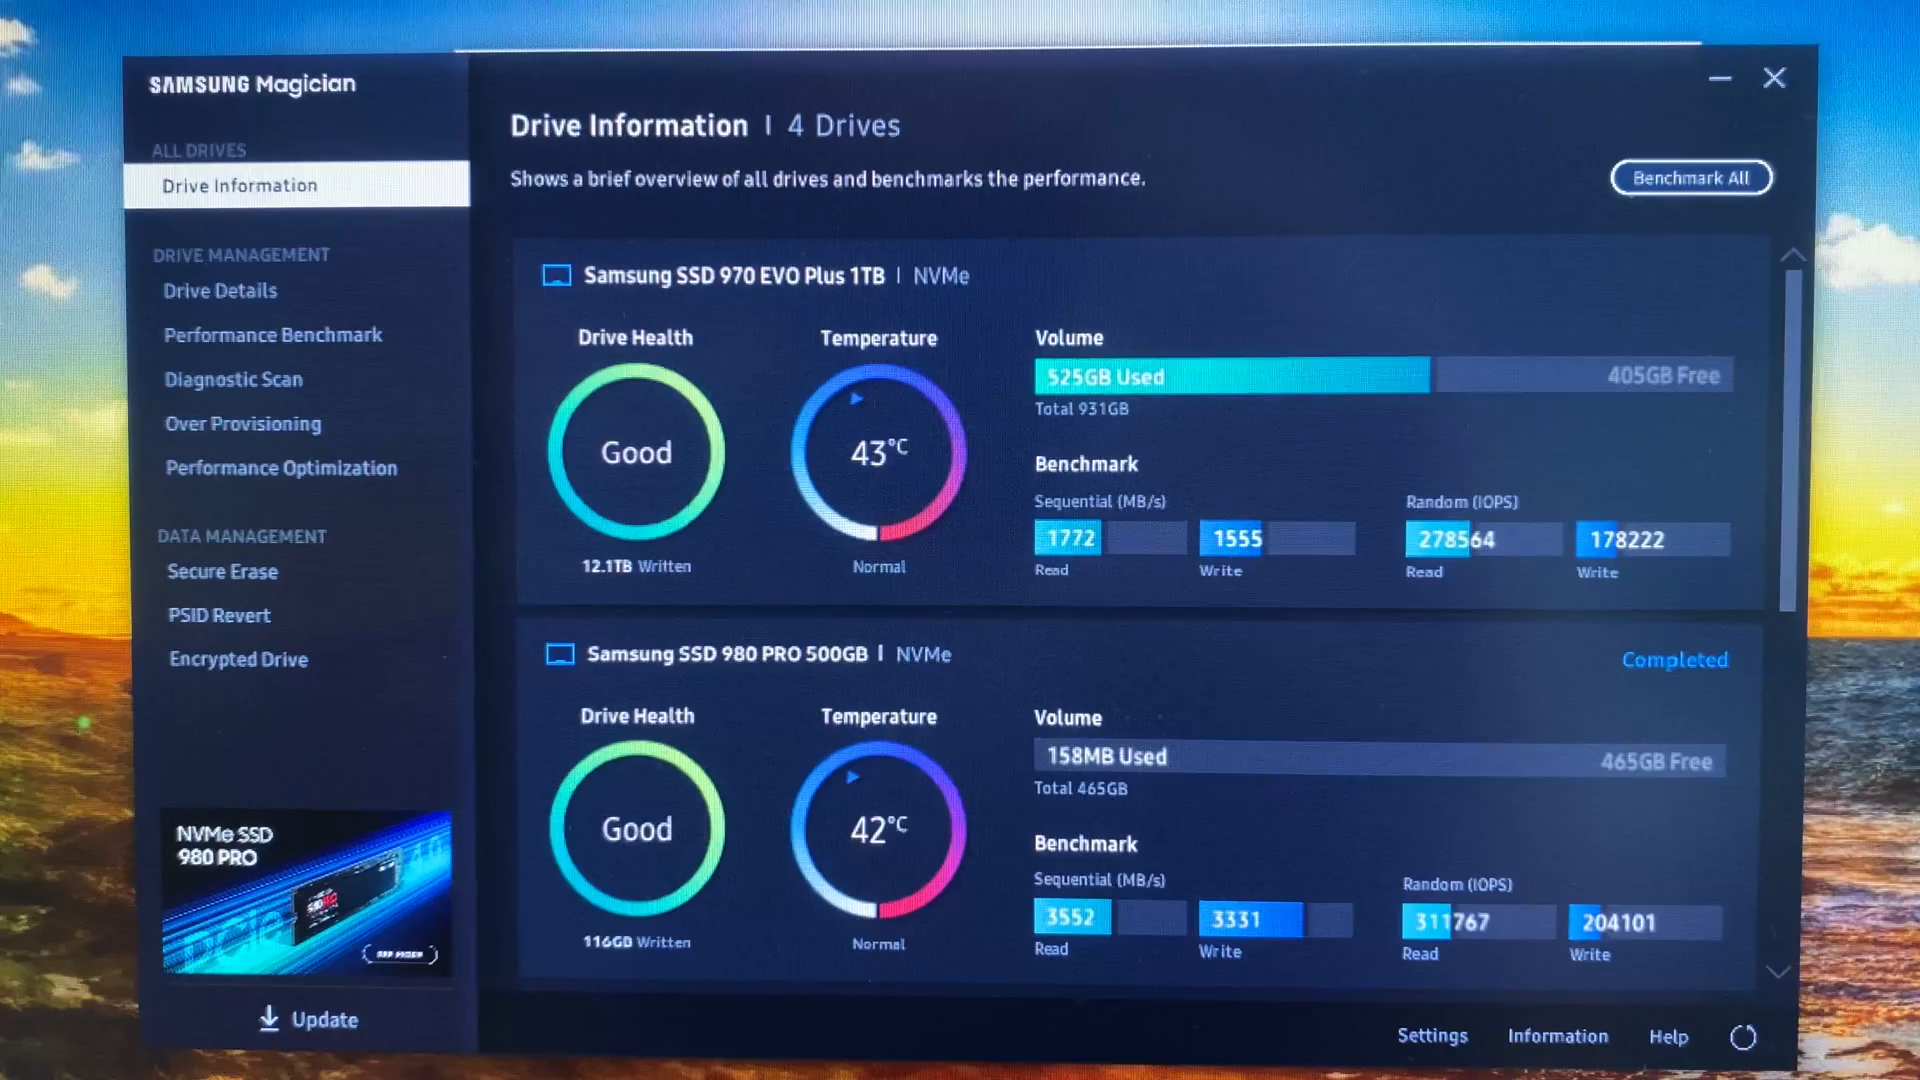 SAMSUNG Magician
ALL DRIVES
Drive Information
DRIVE MANAGEMENT
Drive Details
Performance Benchmark
Diagnostic Scan
Over Provisioning
Performance Optimization
DATA MANAGEMENT
Secure Erase
PSID Revert
Encrypted Drive
NVMe SSD
980 PRO
Update
Drive Information | 4 Drives
Shows a brief overview of all drives and benchmarks the performance.
Benchmark All
Samsung SSD 970 EVO Plus 1TB | NVMe
Drive Health
Good
12.1TB Written
Temperature
43°C
Normal
Volume
525GB Used 405GB Free
Total 931GB
Benchmark
Sequential (MB/s) Random (IOPS)
1772 1555 278564 178222
Read Write Read Write
Samsung SSD 980 PRO 500GB | NVMe
Completed
Drive Health
Good
116GB Written
Temperature
42°C
Normal
Volume
158MB Used 465GB Free
Total 465GB
Benchmark
Sequential (MB/s) Random (IOPS)
3552 3331 311767 204101
Read Write Read Write
Settings Information Help